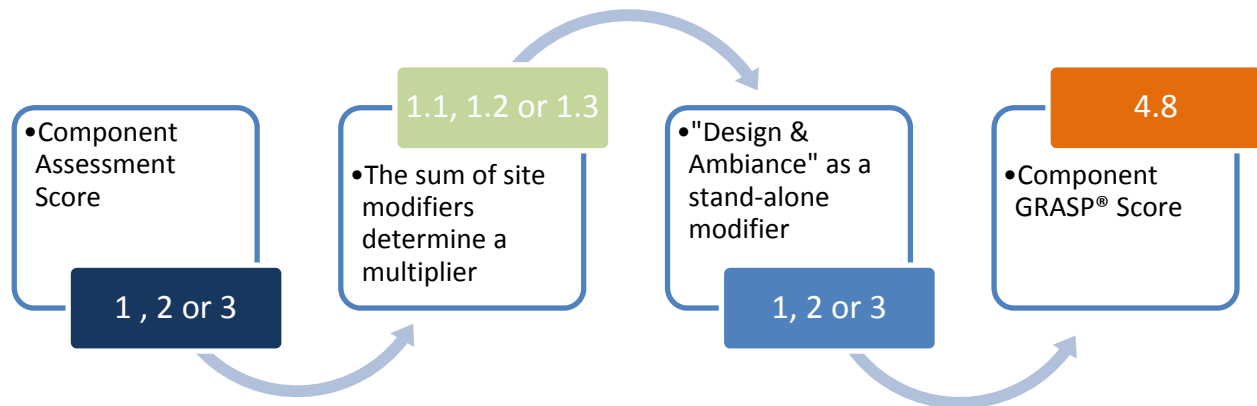 •Component
Assessment
Score
1 , 2 or 3
1.1, 1.2 or 1.3
•The sum of site
modifiers
determine a
multiplier
•"Design &
Ambiance" as a
stand-alone
modifier
1, 2 or 3
4.8
•Component
GRASP® Score